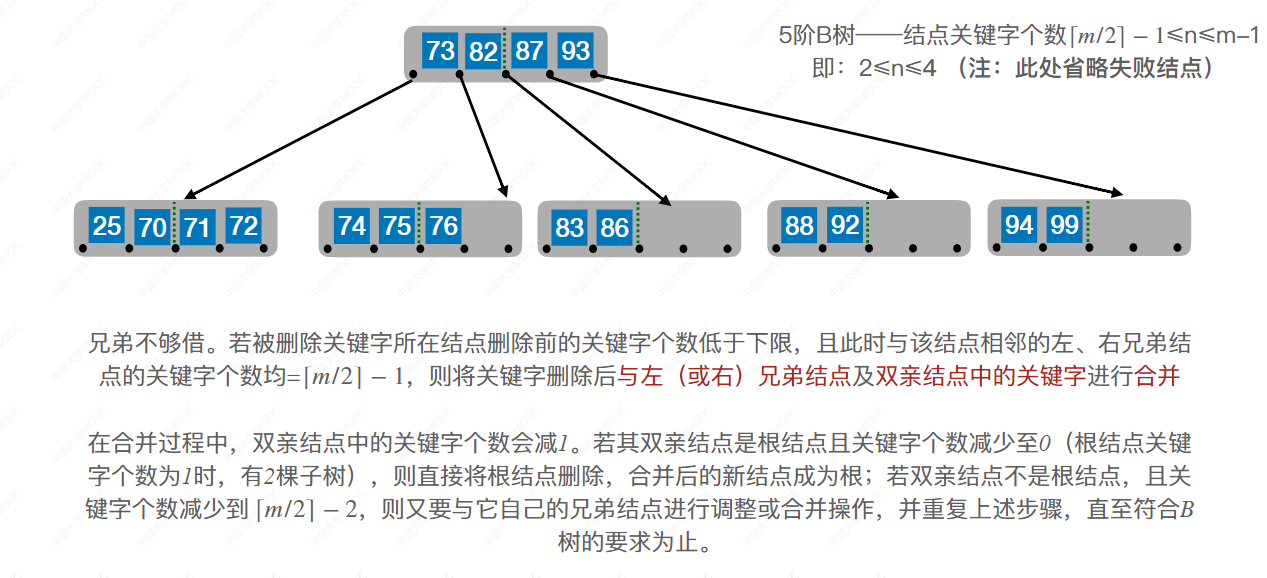 73 82 87 93
5阶B树——结点关键字个数⌈m/2⌉ − 1≤n≤m–1
即：2≤n≤4 （注：此处省略失败结点）
25 70 71 72
74 75 76
83 86
88 92
94 99
兄弟不够借。若被删除关键字所在结点删除前的关键字个数低于下限，且此时与该结点相邻的左、右兄弟结
点的关键字个数均=⌈m/2⌉ − 1，则将关键字删除后与左（或右）兄弟结点及双亲结点中的关键字进行合并
在合并过程中，双亲结点中的关键字个数会减1。若其双亲结点是根结点且关键字个数减少至0（根结点关键
字个数为1时，有2棵子树），则直接将根结点删除，合并后的新结点成为根；若双亲结点不是根结点，且关
键字个数减少到 ⌈m/2⌉ − 2，则又要与它自己的兄弟结点进行调整或合并操作，并重复上述步骤，直至符合B
树的要求为止。
中国大学MOOC